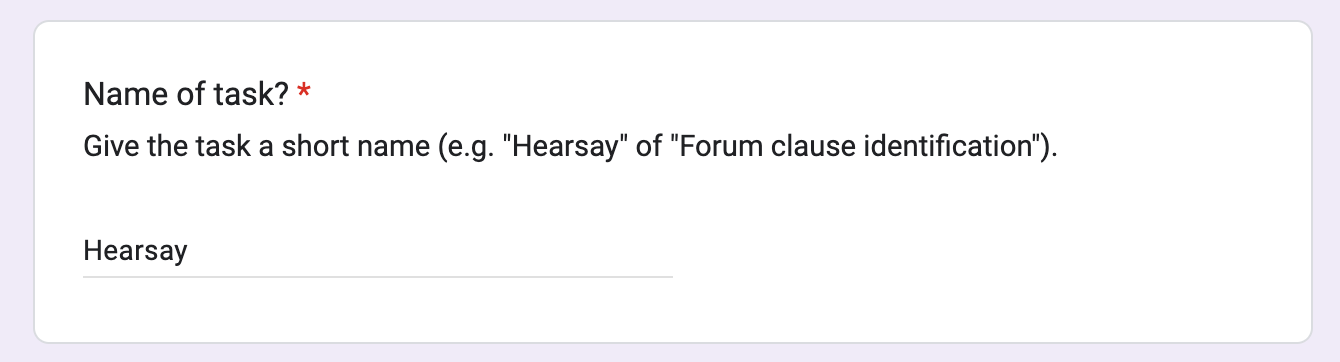 Name of task? *
Give the task a short name (e.g. "Hearsay" of "Forum clause identification").
Hearsay